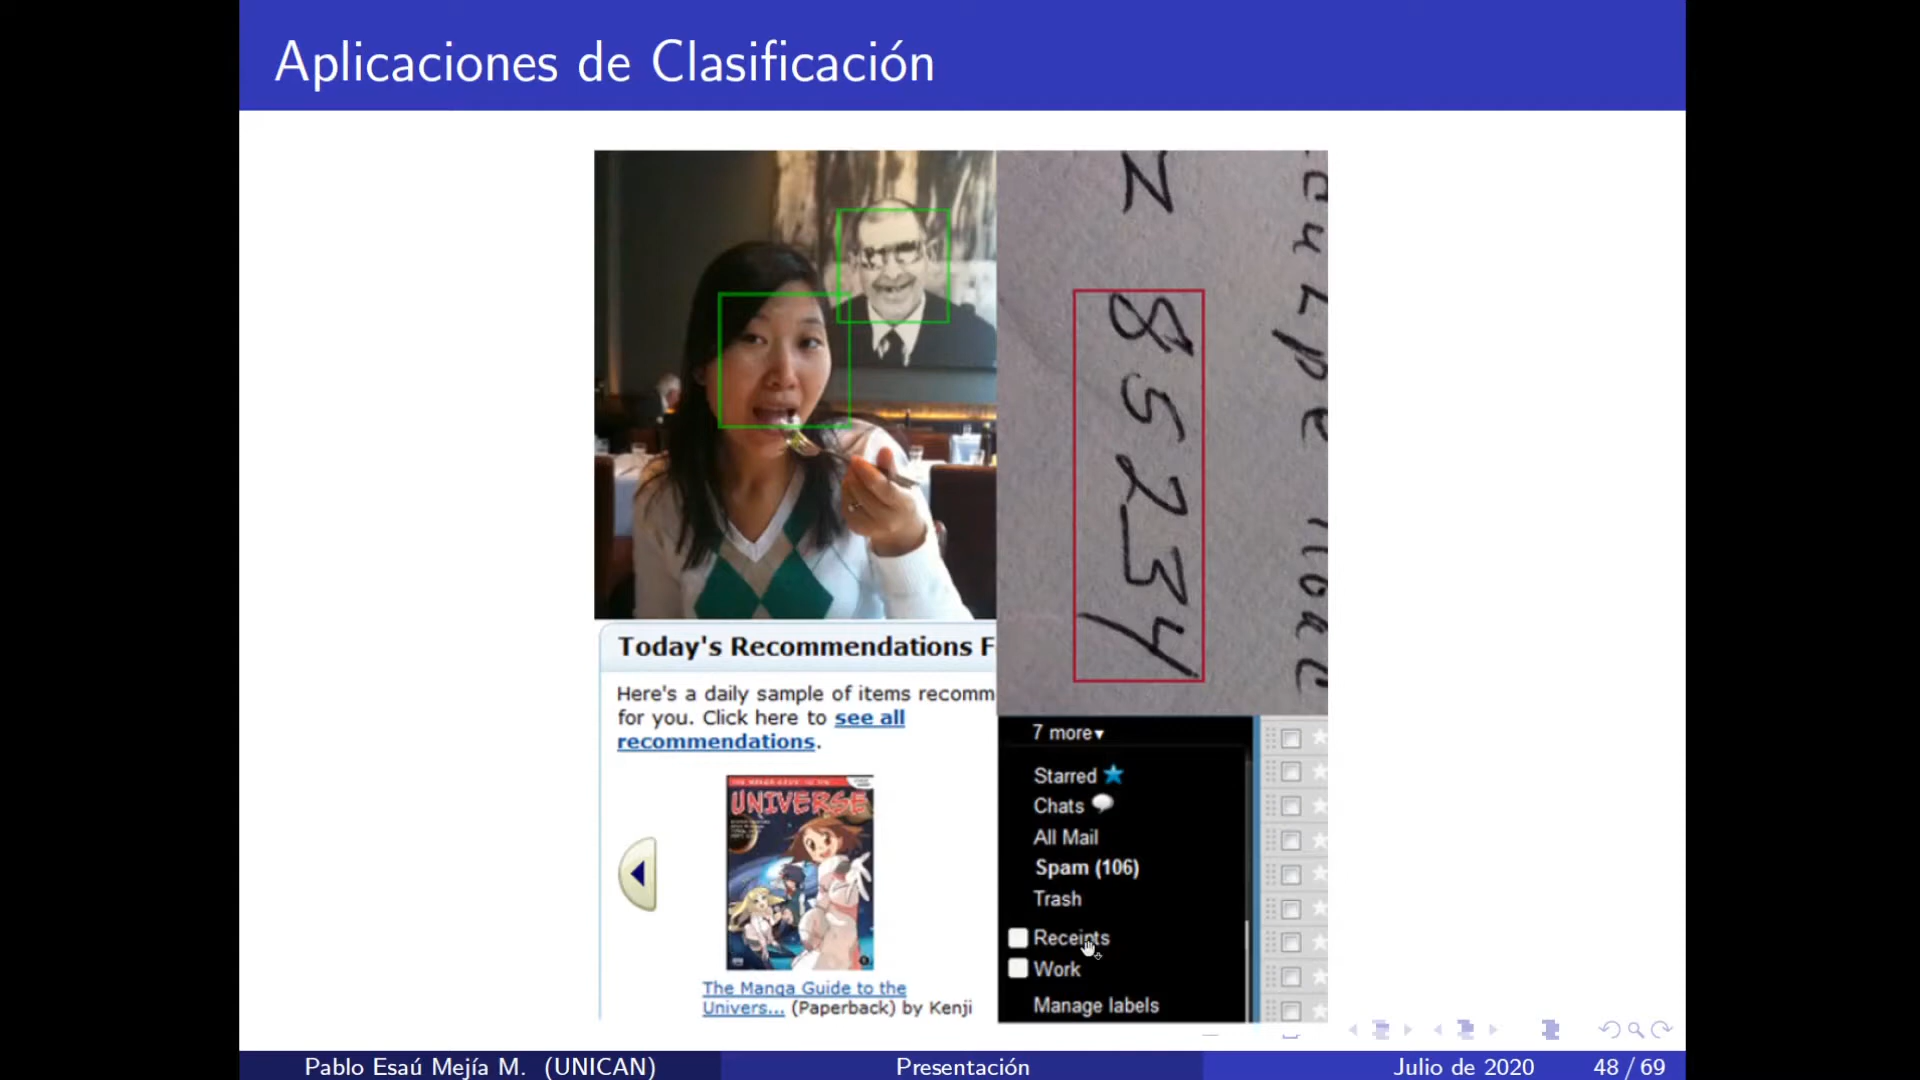 Aplicaciones de Clasificación
Z
85234
Today's Recommendations F
Here's a daily sample of items recomm
for you. Click here to see all
recommendations.
UNIVERSE
The Manga Guide to the
Univers... (Paperback) by Kenji
7 more▾
Starred
Chats
All Mail
Spam (106)
Trash
Receipts
Work
Manage labels
Pablo Esaú Mejía M. (UNICAN)
Presentación
Julio de 2020
48 / 69